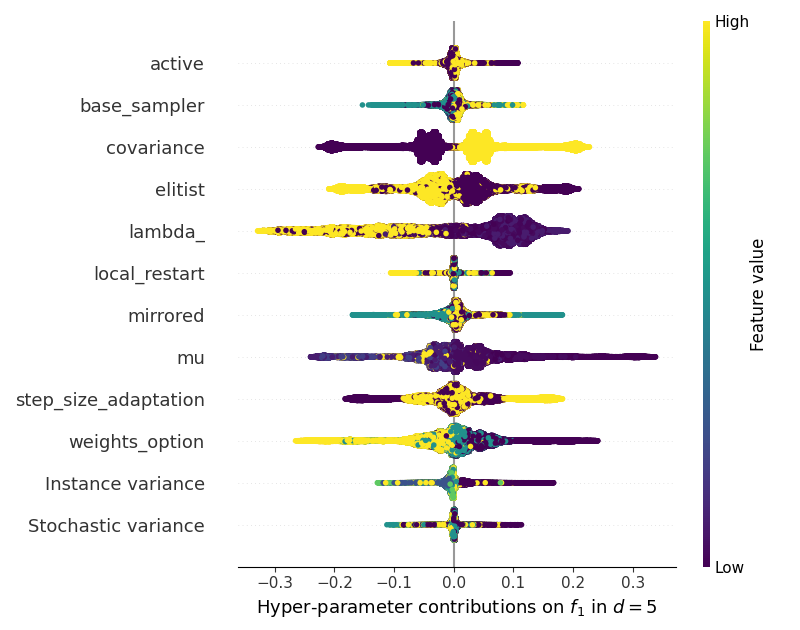 active
base_sampler
covariance
elitist
lambda_
local_restart
mirrored
mu
step_size_adaptation
weights_option
Instance variance
Stochastic variance
−0.3 −0.2 −0.1 0.0 0.1 0.2 0.3
Hyper-parameter contributions on f₁ in d = 5
High
Feature value
Low